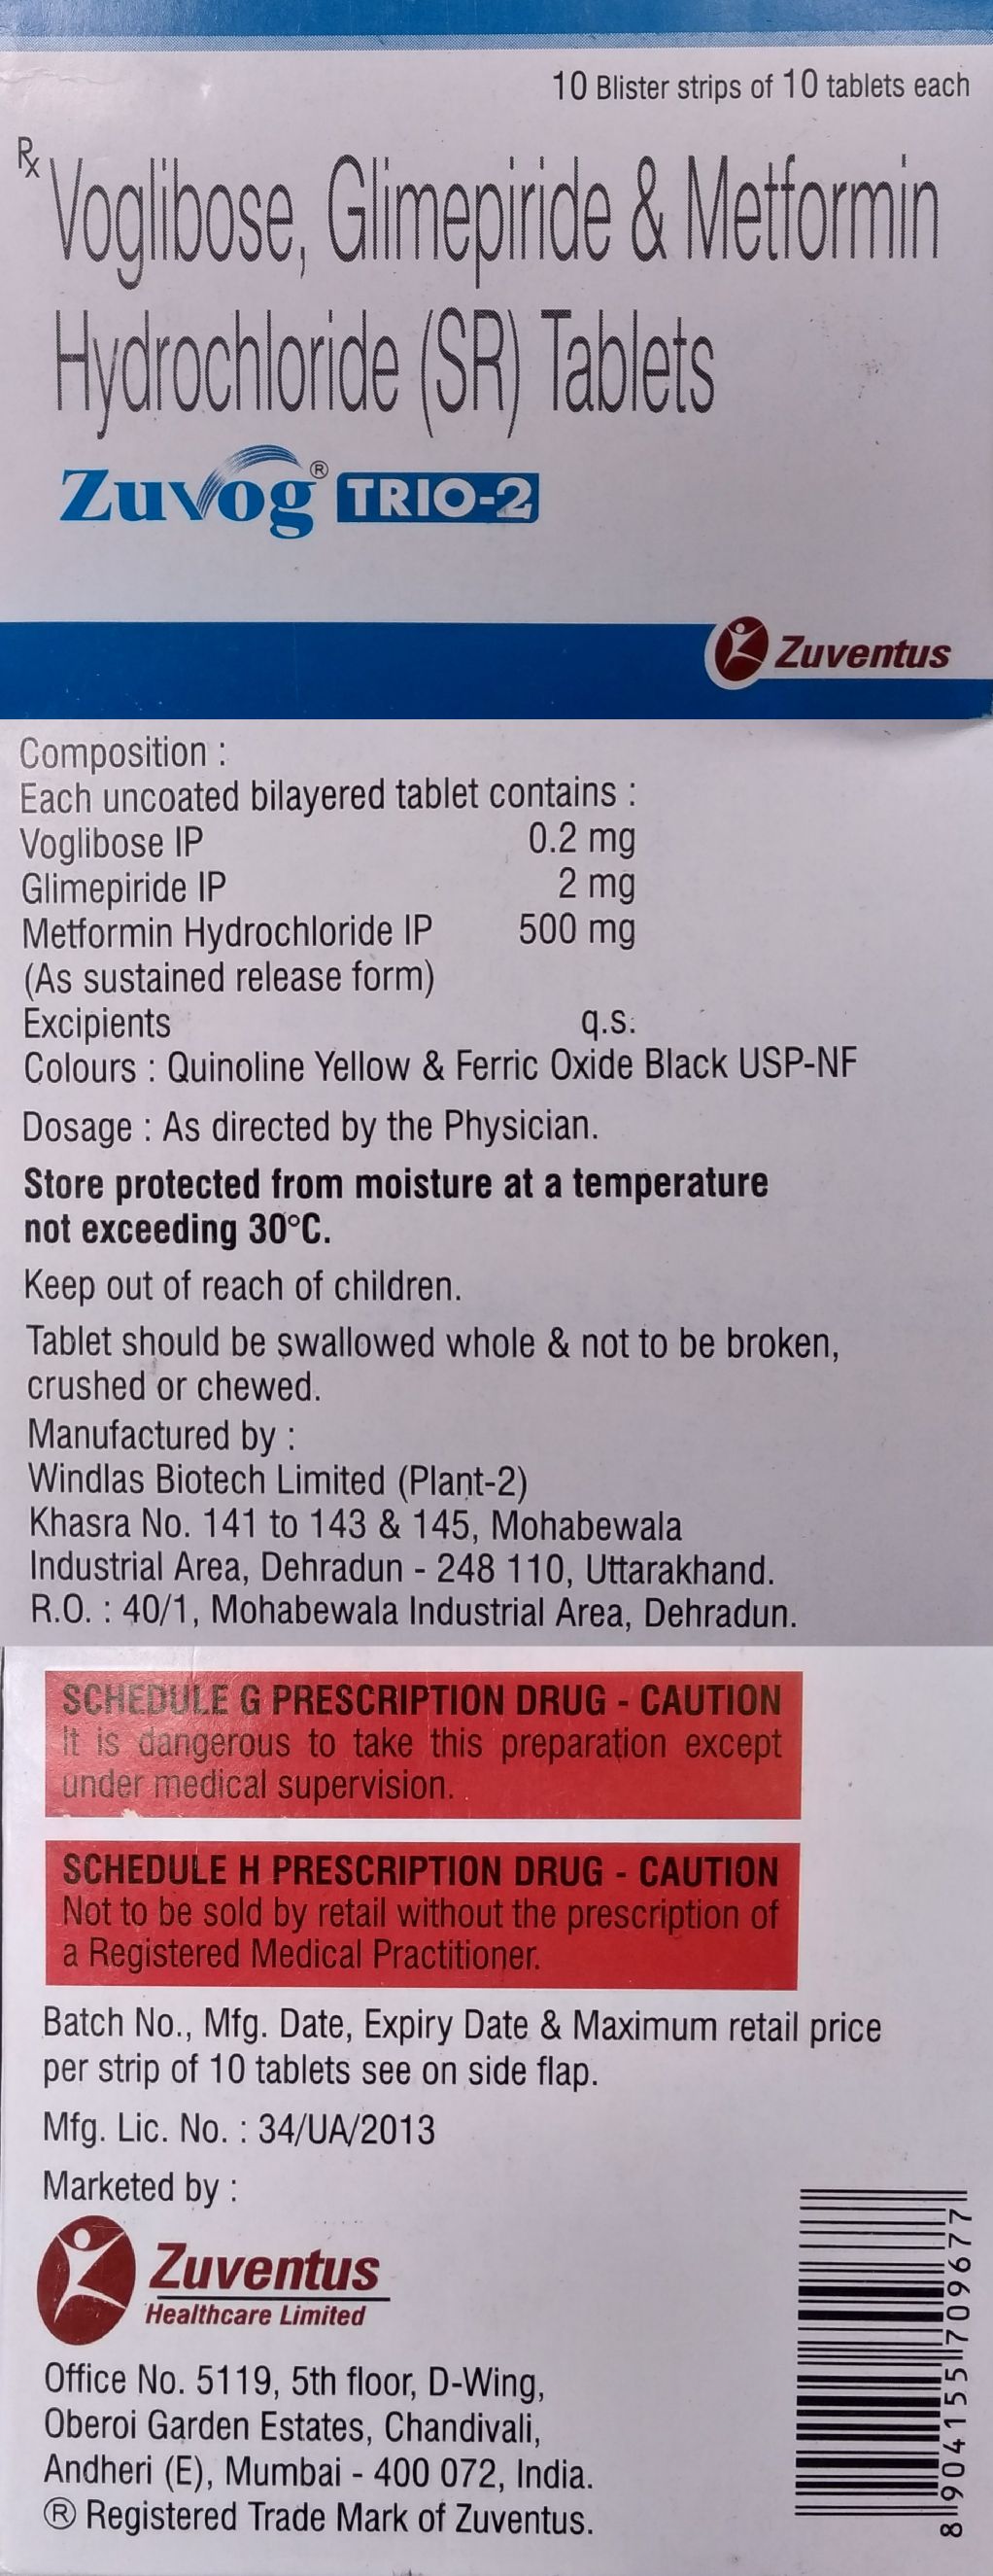 10 Blister strips of 10 tablets each
Rx
Voglibose, Glimepiride & Metformin
Hydrochloride (SR) Tablets
Zuvog® TRIO-2
Zuventus
Composition :
Each uncoated bilayered tablet contains :
Voglibose IP 0.2 mg
Glimepiride IP 2 mg
Metformin Hydrochloride IP 500 mg
(As sustained release form)
Excipients q.s.
Colours : Quinoline Yellow & Ferric Oxide Black USP-NF
Dosage : As directed by the Physician.
Store protected from moisture at a temperature
not exceeding 30°C.
Keep out of reach of children.
Tablet should be swallowed whole & not to be broken,
crushed or chewed.
Manufactured by :
Windlas Biotech Limited (Plant-2)
Khasra No. 141 to 143 & 145, Mohabewala
Industrial Area, Dehradun - 248 110, Uttarakhand.
R.O. : 40/1, Mohabewala Industrial Area, Dehradun.
SCHEDULE G PRESCRIPTION DRUG - CAUTION
It is dangerous to take this preparation except
under medical supervision.
SCHEDULE H PRESCRIPTION DRUG - CAUTION
Not to be sold by retail without the prescription of
a Registered Medical Practitioner.
Batch No., Mfg. Date, Expiry Date & Maximum retail price
per strip of 10 tablets see on side flap.
Mfg. Lic. No. : 34/UA/2013
Marketed by :
Zuventus
Healthcare Limited
Office No. 5119, 5th floor, D-Wing,
Oberoi Garden Estates, Chandivali,
Andheri (E), Mumbai - 400 072, India.
® Registered Trade Mark of Zuventus.
8 904155 709677